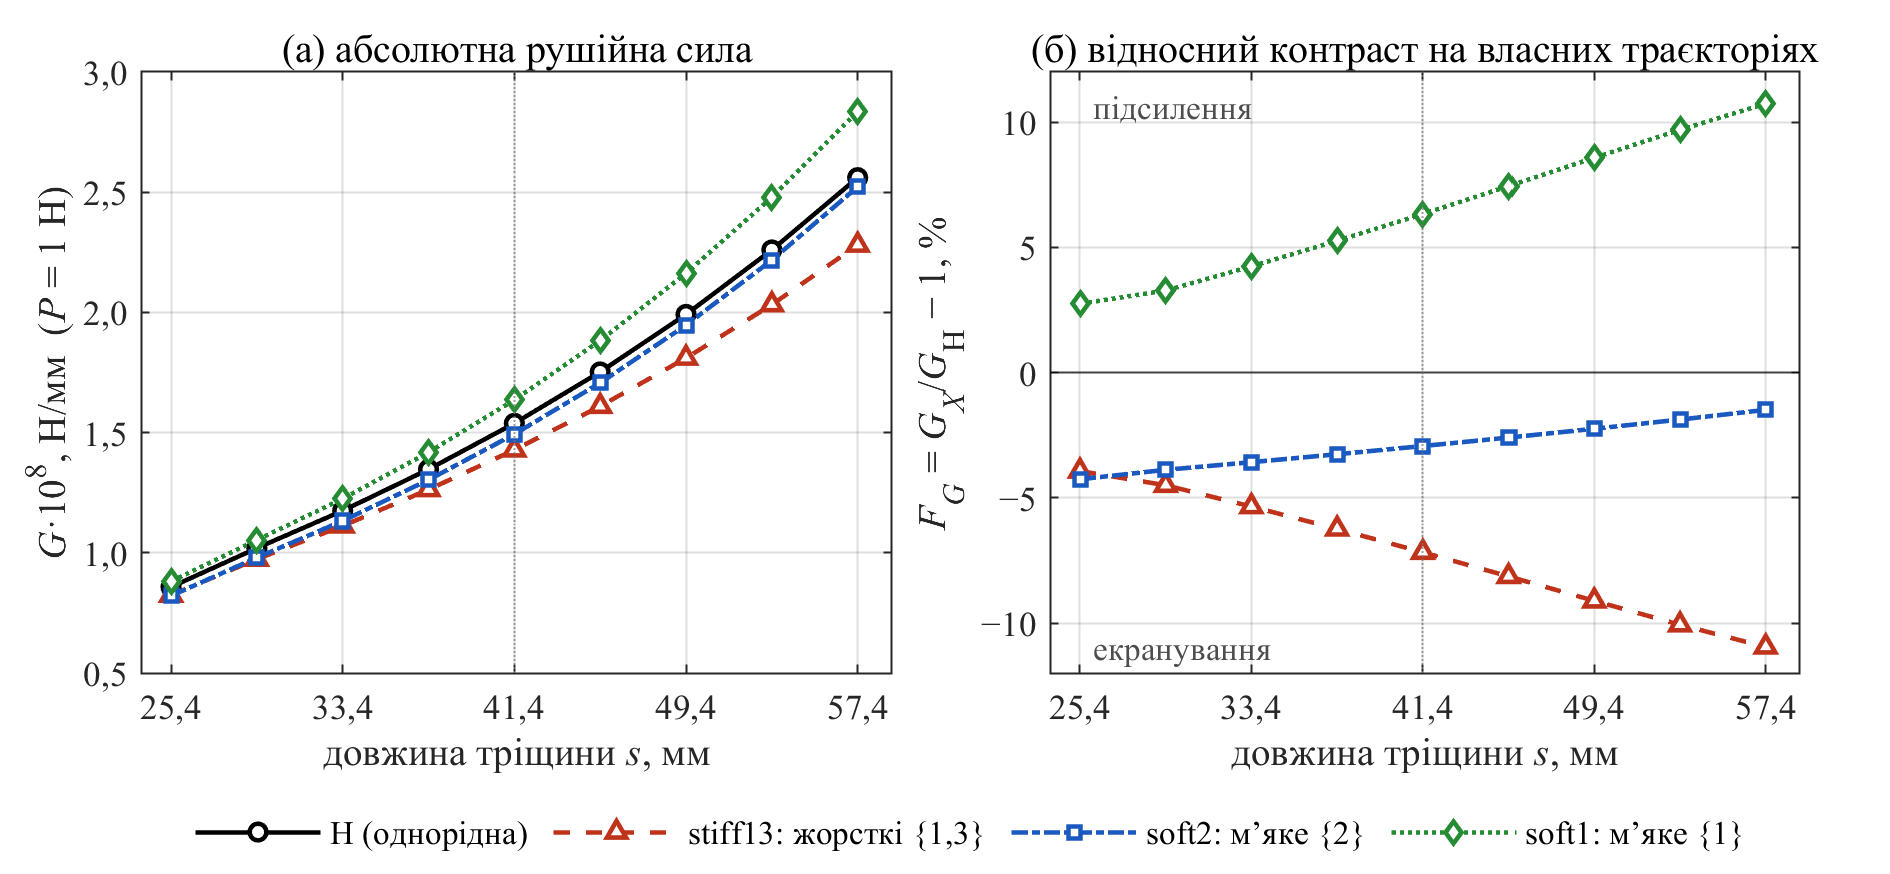 (а) абсолютна рушійна сила
3,0
2,5
2,0
1,5
1,0
0,5
G·10⁸, Н/мм (P = 1 Н)
25,4 33,4 41,4 49,4 57,4
довжина тріщини s, мм
(б) відносний контраст на власних траєкторіях
підсилення
10
5
0
−5
−10
екранування
F_G = G_X/G_H − 1, %
25,4 33,4 41,4 49,4 57,4
довжина тріщини s, мм
Н (однорідна) stiff13: жорсткі {1,3} soft2: м’яке {2} soft1: м’яке {1}